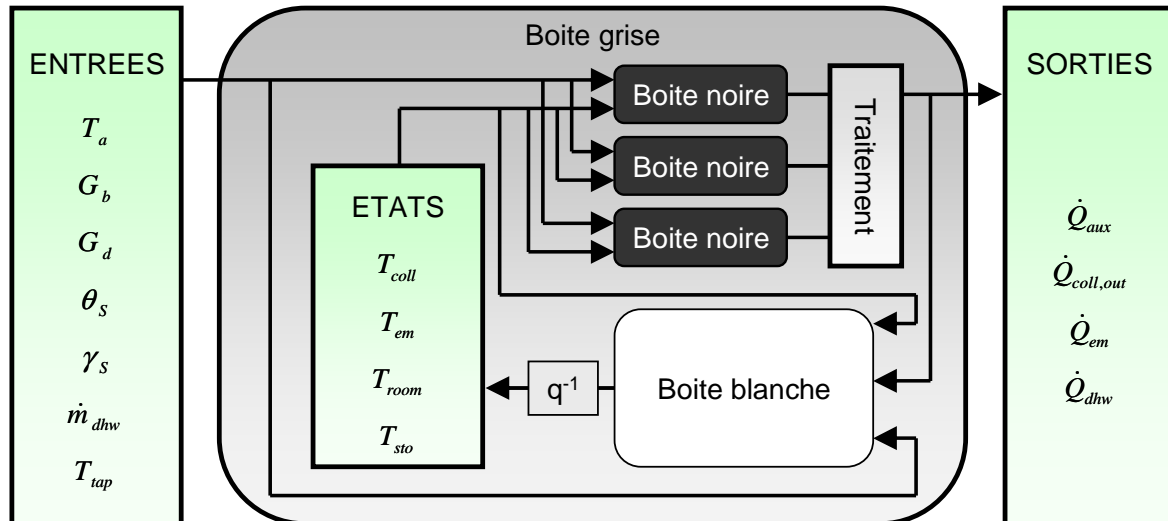 ENTREES
T_a
G_b
G_d
θ_S
γ_S
ṁ_dhw
T_tap
Boite grise
Boite noire
Boite noire
Boite noire
Traitement
ETATS
T_coll
T_em
T_room
T_sto
q⁻¹
Boite blanche
SORTIES
Q̇_aux
Q̇_coll,out
Q̇_em
Q̇_dhw